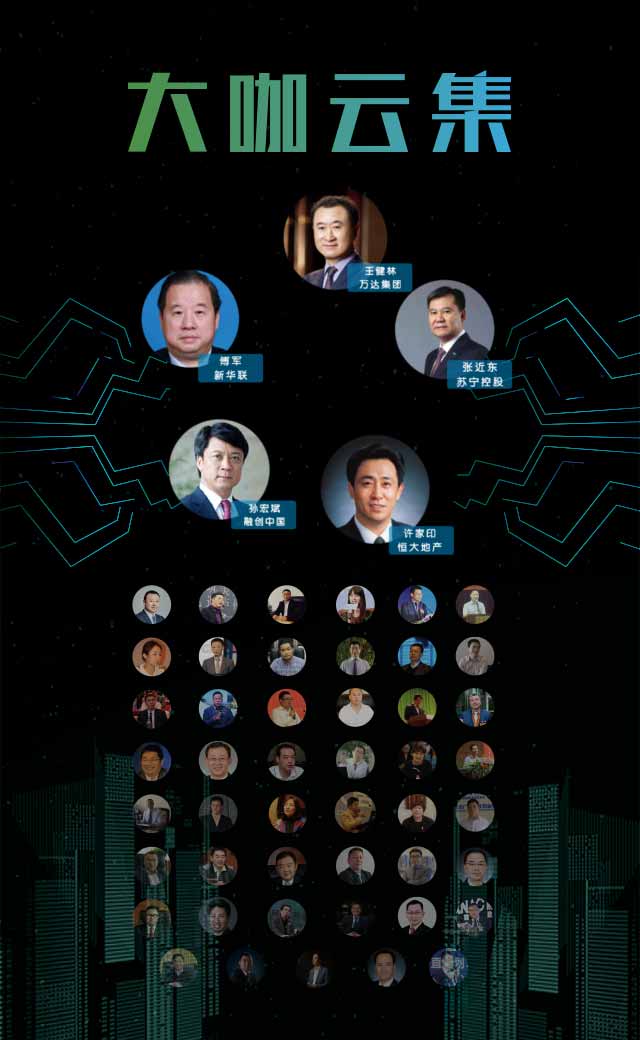 大咖云集
王健林
万达集团
傅军
新华联
张近东
苏宁控股
孙宏斌
融创中国
许家印
恒大地产